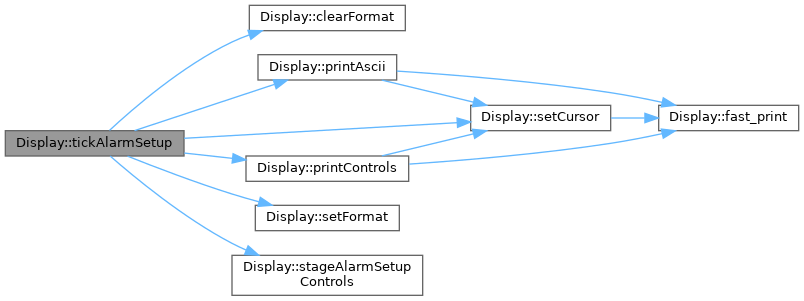 Display::clearFormat
Display::printAscii
Display::setCursor
Display::fast_print
Display::tickAlarmSetup
Display::printControls
Display::setFormat
Display::stageAlarmSetup
Controls